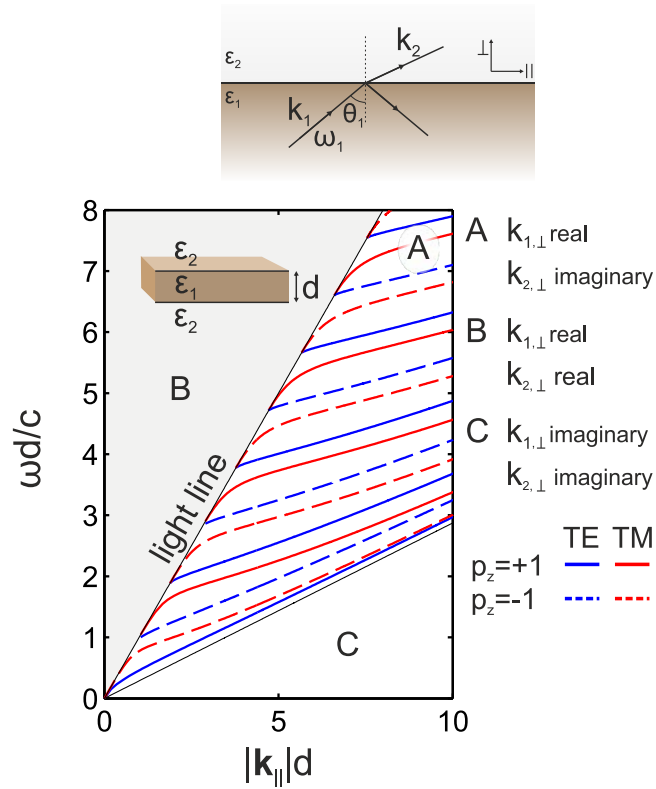 ε₂
ε₁
k₁
ω₁
θ₁
k₂
⊥
||
8
7
6
5
4
3
2
1
0
ωd/c
ε₂
ε₁
ε₂
d
A
B
C
light line
0
5
10
|k||||d
A k₁,⊥ real
k₂,⊥ imaginary
B k₁,⊥ real
k₂,⊥ real
C k₁,⊥ imaginary
k₂,⊥ imaginary
TE TM
p_z=+1
p_z=-1